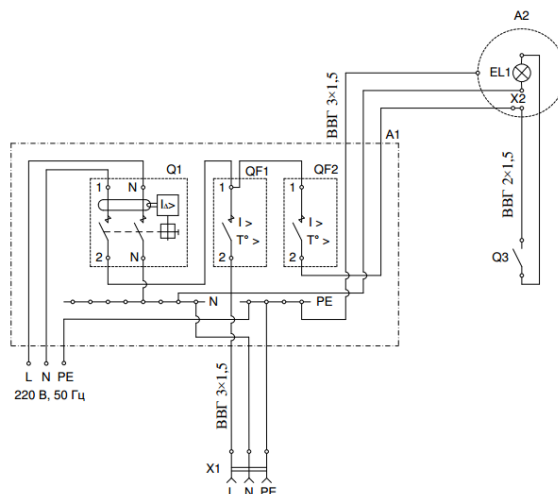 A2
EL1
X2
ВВГ 3×1,5
A1
Q1
QF1
QF2
1
N
1
1
I∆>
I >
T° >
I >
T° >
2
N
2
2
ВВГ 2×1,5
Q3
N
PE
L N PE
220 В, 50 Гц
ВВГ 3×1,5
X1
L N PE